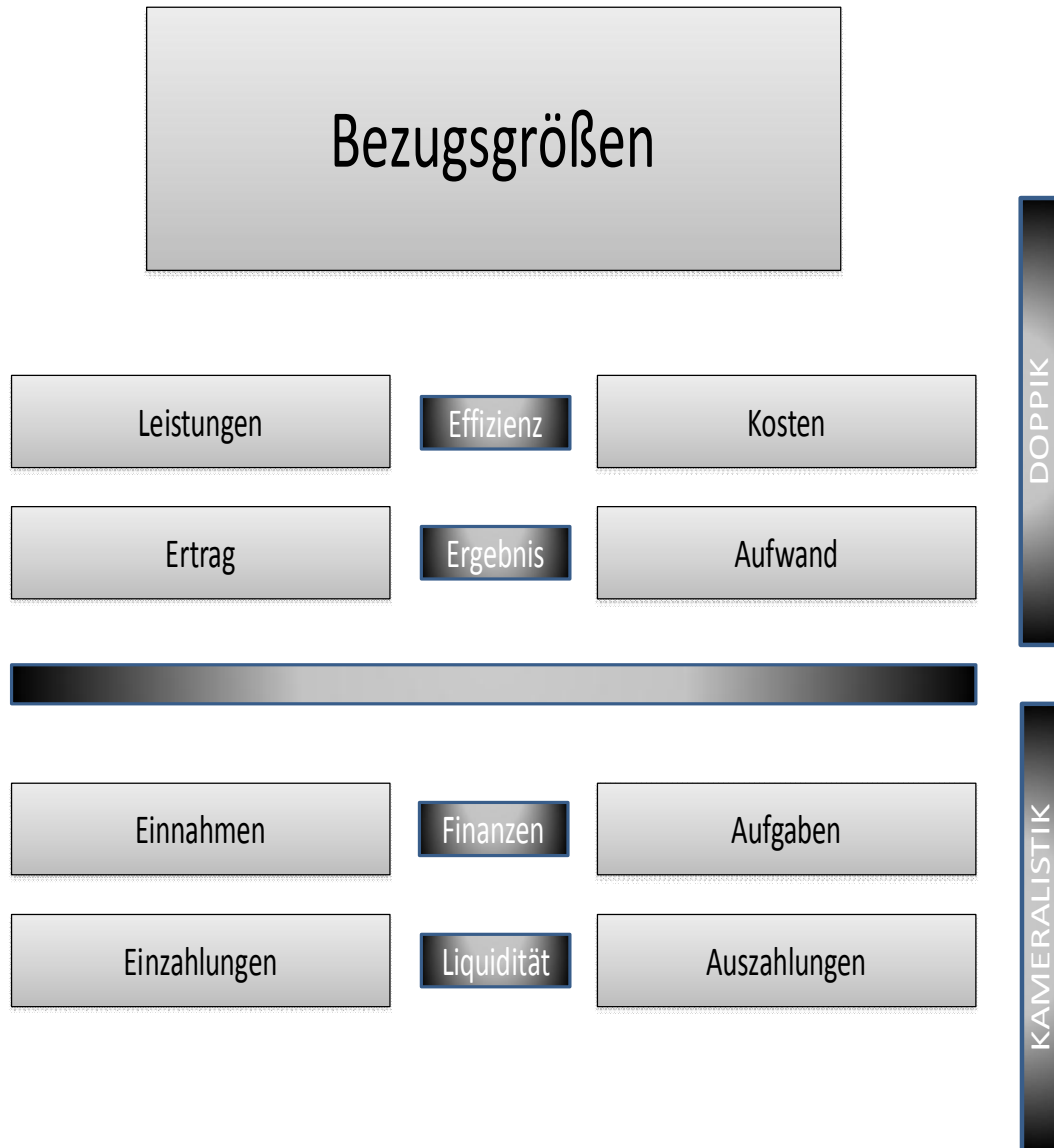 Bezugsgrößen
Leistungen
Effizienz
Kosten
Ertrag
Ergebnis
Aufwand
DOPPIK
Einnahmen
Finanzen
Aufgaben
Einzahlungen
Liquidität
Auszahlungen
KAMERALISTIK